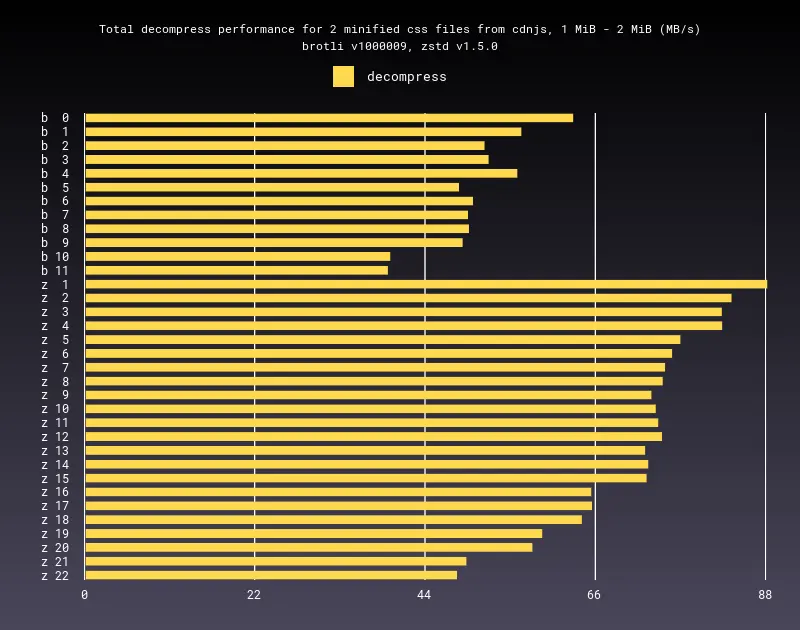 Total decompress performance for 2 minified css files from cdnjs, 1 MiB - 2 MiB (MB/s)
brotli v1000009, zstd v1.5.0
decompress
b 0
b 1
b 2
b 3
b 4
b 5
b 6
b 7
b 8
b 9
b 10
b 11
z 1
z 2
z 3
z 4
z 5
z 6
z 7
z 8
z 9
z 10
z 11
z 12
z 13
z 14
z 15
z 16
z 17
z 18
z 19
z 20
z 21
z 22
0 22 44 66 88